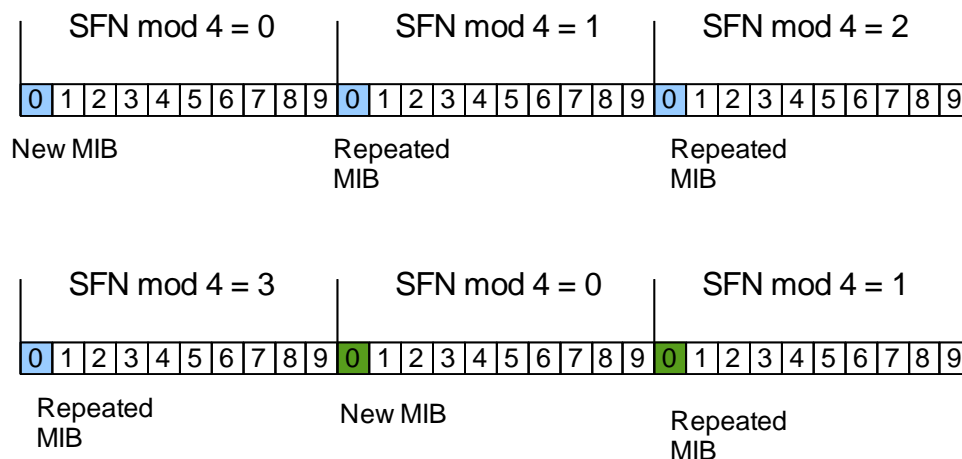 SFN mod 4 = 0 SFN mod 4 = 1 SFN mod 4 = 2
0 1 2 3 4 5 6 7 8 9 0 1 2 3 4 5 6 7 8 9 0 1 2 3 4 5 6 7 8 9
New MIB Repeated Repeated
MIB MIB
SFN mod 4 = 3 SFN mod 4 = 0 SFN mod 4 = 1
0 1 2 3 4 5 6 7 8 9 0 1 2 3 4 5 6 7 8 9 0 1 2 3 4 5 6 7 8 9
Repeated New MIB Repeated
MIB MIB